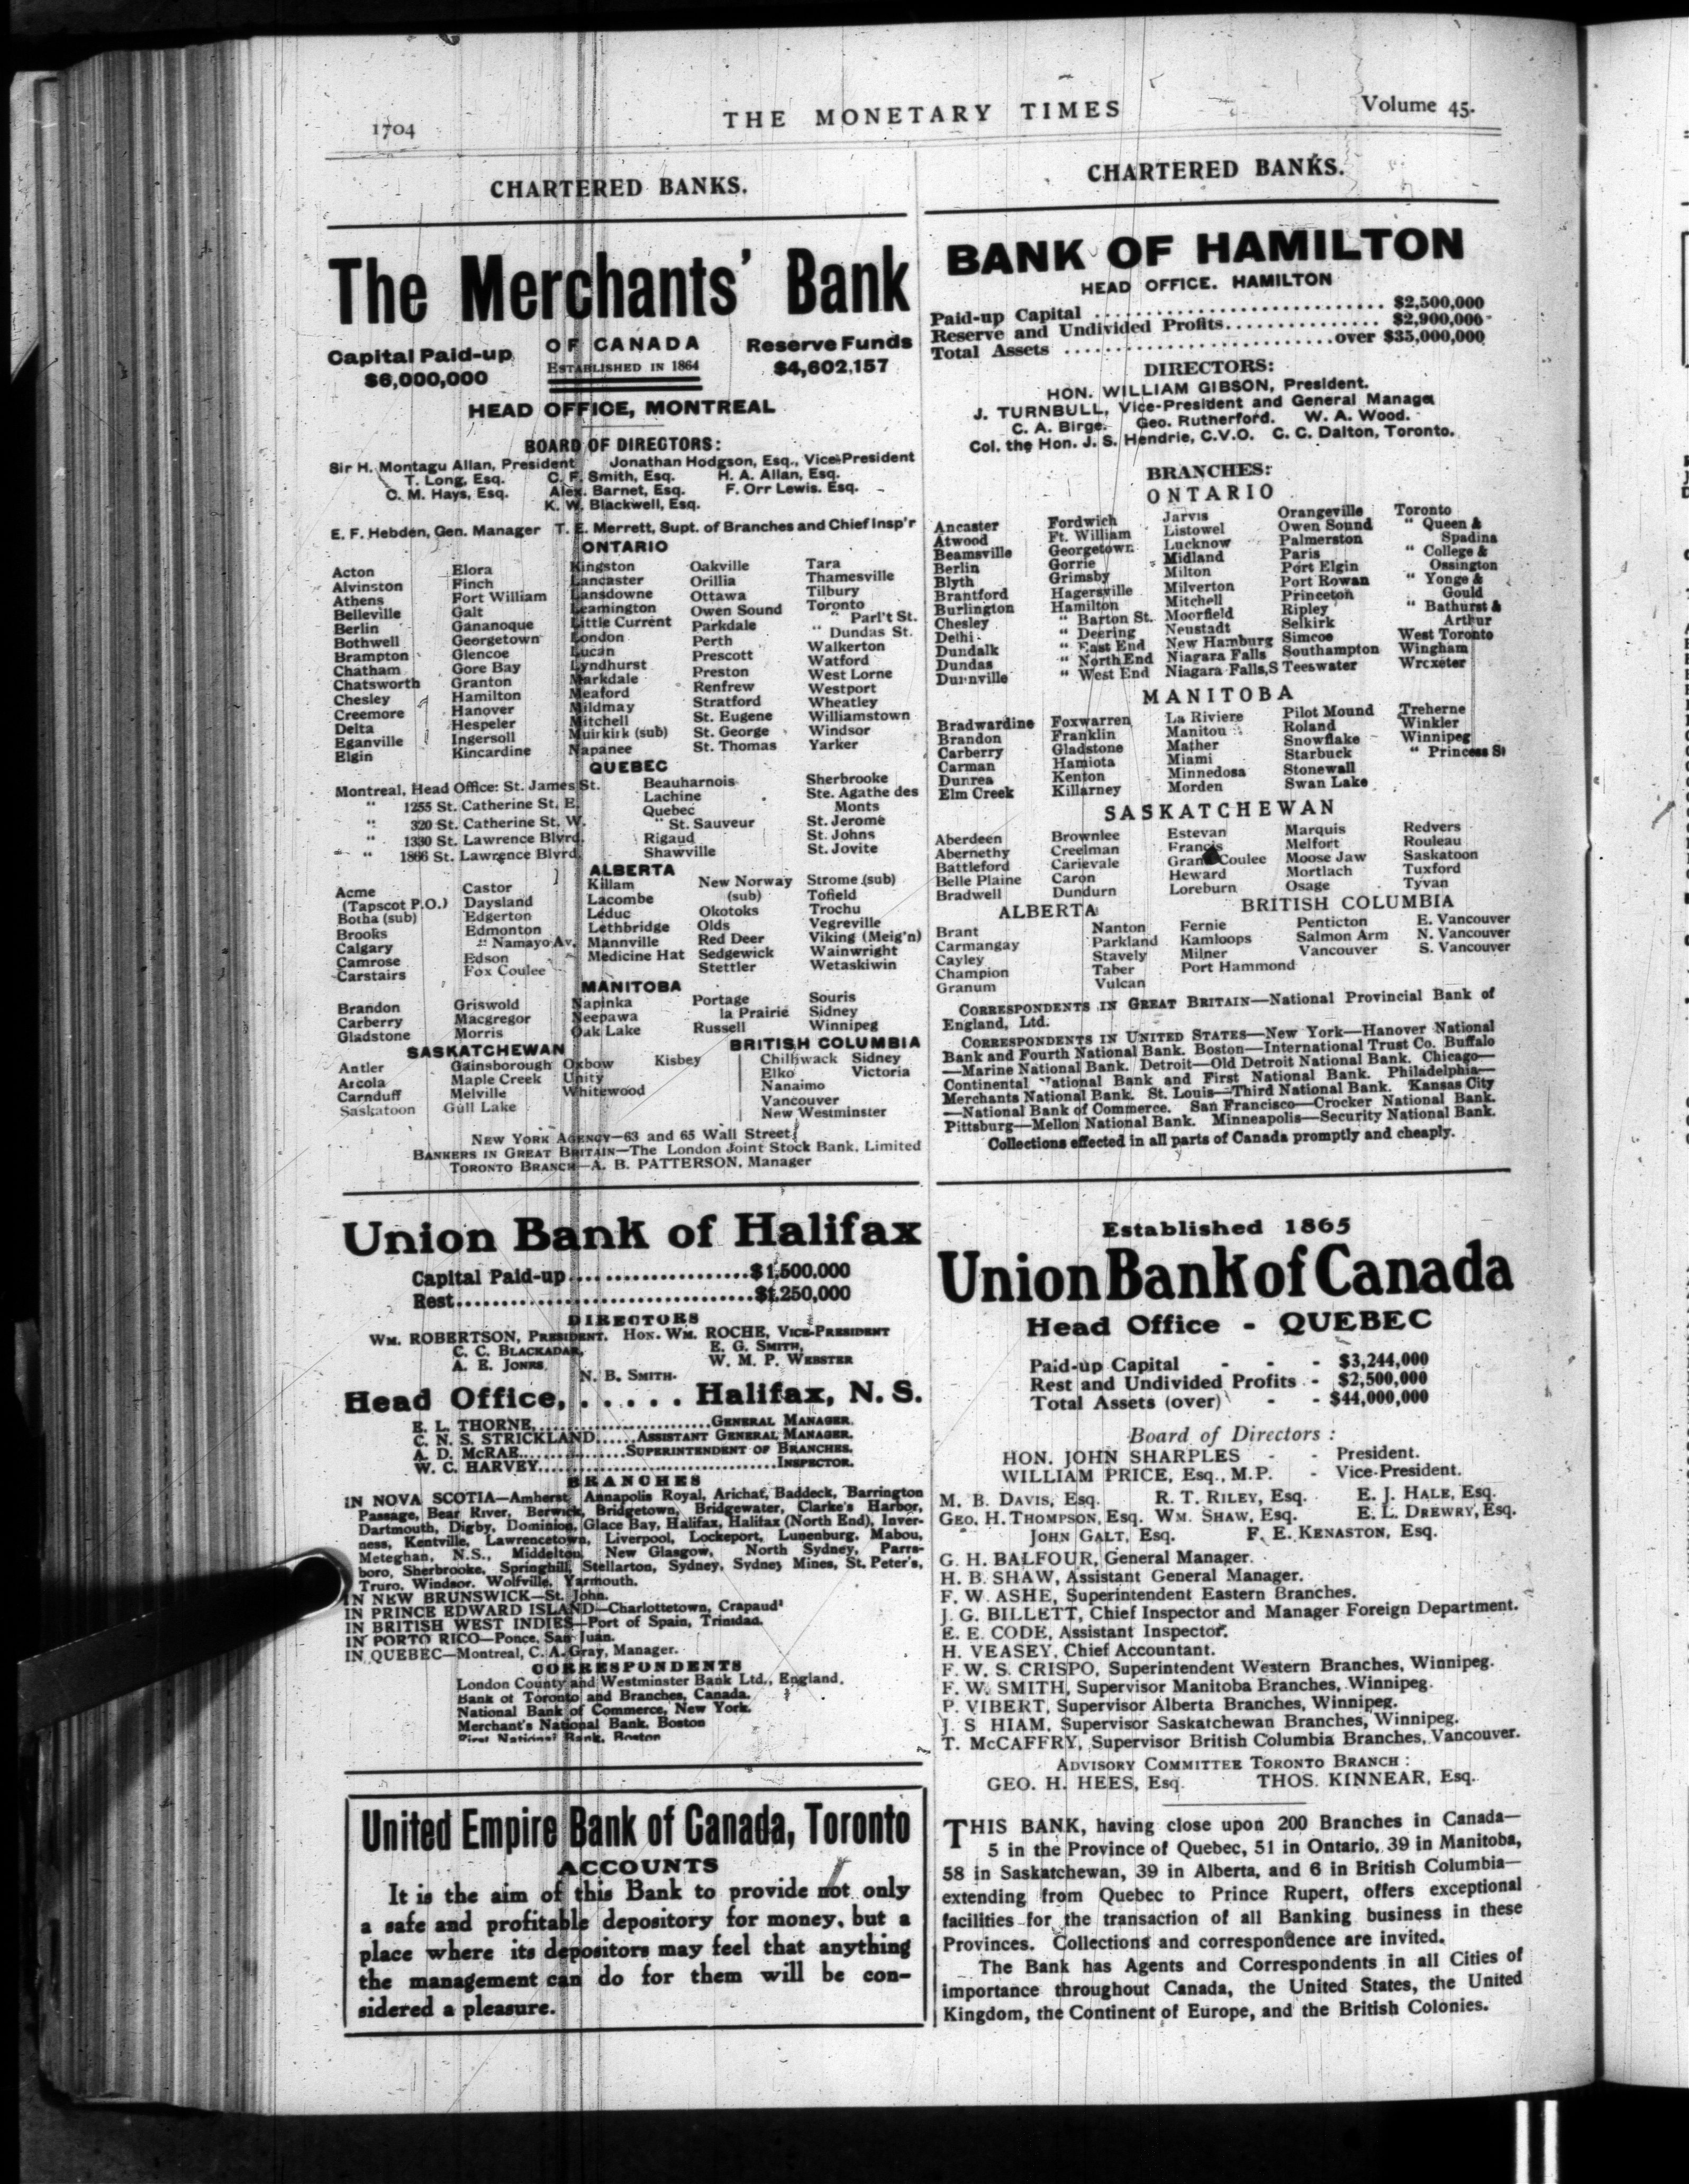 1704
THE MONETARY TIMES
Volume 45.
CHARTERED BANKS.
The Merchants' Bank
OF CANADA
Capital Paid-up
$6,000,000
ESTABLISHED IN 1864
Reserve Funds
$4,602,157
HEAD OFFICE, MONTREAL
BOARD OF DIRECTORS:
Sir H. Montagu Allan, President Jonathan Hodgson, Esq., Vice-President
T. Long, Esq. C. F. Smith, Esq. H. A. Allan, Esq.
C. M. Hays, Esq. Alex. Barnet, Esq. F. Orr Lewis. Esq.
K. W. Blackwell, Esq.
E. F. Hebden, Gen. Manager T. E. Merrett, Supt. of Branches and Chief Insp'r
ONTARIO
Acton Elora Kingston Oakville Tara
Alvinston Finch Lancaster Orillia Thamesville
Athens Fort William Lansdowne Ottawa Tilbury
Belleville Galt Leamington Owen Sound Toronto
Berlin Gananoque Little Current Parkdale " Parl't St.
Bothwell Georgetown London Perth " Dundas St.
Brampton Glencoe Lucan Prescott Walkerton
Chatham Gore Bay Lyndhurst Preston Watford
Chatsworth Granton Markdale Renfrew West Lorne
Chesley Hamilton Meaford Stratford Westport
Creemore Hanover Mildmay St. Eugene Wheatley
Delta Hespeler Mitchell St. George Williamstown
Eganville Ingersoll Muirkirk (sub) St. Thomas Windsor
Elgin Kincardine Napanee Yarker
QUEBEC
Montreal, Head Office: St. James St. Beauharnois Sherbrooke
" 1255 St. Catherine St. E. Lachine Ste. Agathe des
" 320 St. Catherine St. W. Quebec Monts
" 1330 St. Lawrence Blvrd. " St. Sauveur St. Jerome
" 1866 St. Lawrence Blvrd. Rigaud St. Johns
Shawville St. Jovite
ALBERTA
Acme Castor Killam New Norway Strome (sub)
(Tapscot P.O.) Daysland Lacombe (sub) Tofield
Botha (sub) Edgerton Leduc Okotoks Trochu
Brooks Edmonton Lethbridge Olds Vegreville
Calgary " Namayo Av. Mannville Red Deer Viking (Meig'n)
Camrose Edson Medicine Hat Sedgewick Wainwright
Carstairs Fox Coulee Stettler Wetaskiwin
MANITOBA
Brandon Griswold Napinka Portage Souris
Carberry Macgregor Neepawa la Prairie Sidney
Gladstone Morris Oak Lake Russell Winnipeg
SASKATCHEWAN
Antler Gainsborough Oxbow Kisbey
Arcola Maple Creek Unity
Carnduff Melville Whitewood
Saskatoon Gull Lake
BRITISH COLUMBIA
Chilliwack Sidney
Elko Victoria
Nanaimo
Vancouver
New Westminster
NEW YORK AGENCY—63 and 65 Wall Street
BANKERS IN GREAT BRITAIN—The London Joint Stock Bank, Limited
TORONTO BRANCH—A. B. PATTERSON, Manager
Union Bank of Halifax
Capital Paid-up....................$1,500,000
Rest................................$1,250,000
DIRECTORS
WM. ROBERTSON, PRESIDENT. HON. WM. ROCHE, VICE-PRESIDENT
C. C. BLACKADAR, E. G. SMITH,
A. E. JONES, W. M. P. WEBSTER
N. B. SMITH.
Head Office, . . . . . Halifax, N. S.
E. L. THORNE,.........................GENERAL MANAGER.
C. N. S. STRICKLAND......ASSISTANT GENERAL MANAGER.
A. D. McRAE...............SUPERINTENDENT OF BRANCHES.
W. C. HARVEY...................................INSPECTOR.
BRANCHES
IN NOVA SCOTIA—Amherst, Annapolis Royal, Arichat, Baddeck, Barrington
Passage, Bear River, Berwick, Bridgetown, Bridgewater, Clarke's Harbor,
Dartmouth, Digby, Dominion, Glace Bay, Halifax, Halifax (North End), Inver-
ness, Kentville, Lawrencetown, Liverpool, Lockeport, Lunenburg, Mabou,
Meteghan, N.S., Middleton, New Glasgow, North Sydney, Parrs-
boro, Sherbrooke, Springhill, Stellarton, Sydney, Sydney Mines, St. Peter's,
Truro, Windsor, Wolfville, Yarmouth.
IN NEW BRUNSWICK—St. John.
IN PRINCE EDWARD ISLAND—Charlottetown, Crapaud
IN BRITISH WEST INDIES—Port of Spain, Trinidad.
IN PORTO RICO—Ponce, San Juan.
IN QUEBEC—Montreal, C. A. Gray, Manager.
CORRESPONDENTS
London County and Westminster Bank Ltd., England.
Bank of Toronto and Branches, Canada.
National Bank of Commerce, New York.
Merchant's National Bank, Boston
First National Bank, Boston
United Empire Bank of Canada, Toronto
ACCOUNTS
It is the aim of this Bank to provide not only
a safe and profitable depository for money, but a
place where its depositors may feel that anything
the management can do for them will be con-
sidered a pleasure.
CHARTERED BANKS.
BANK OF HAMILTON
HEAD OFFICE. HAMILTON
Paid-up Capital ............................ $2,500,000
Reserve and Undivided Profits............... $2,900,000
Total Assets ..........................over $35,000,000
DIRECTORS:
HON. WILLIAM GIBSON, President.
J. TURNBULL, Vice-President and General Manager
C. A. Birge. Geo. Rutherford. W. A. Wood.
Col. the Hon. J. S. Hendrie, C.V.O. C. C. Dalton, Toronto.
BRANCHES:
ONTARIO
Ancaster Fordwich Jarvis Orangeville Toronto
Atwood Ft. William Listowel Owen Sound " Queen &
Beamsville Georgetown Lucknow Palmerston Spadina
Berlin Gorrie Midland Paris " College &
Blyth Grimsby Milton Port Elgin Ossington
Brantford Hagersville Milverton Port Rowan " Yonge &
Burlington Hamilton Mitchell Princeton Gould
Chesley " Barton St. Moorfield Ripley " Bathurst &
Delhi " Deering Neustadt Selkirk Arthur
Dundalk " East End New Hamburg Simcoe West Toronto
Dundas " North End Niagara Falls Southampton Wingham
Dunnville " West End Niagara Falls,S Teeswater Wroxeter
MANITOBA
Bradwardine Foxwarren La Riviere Pilot Mound Treherne
Brandon Franklin Manitou Roland Winkler
Carberry Gladstone Mather Snowflake Winnipeg
Carman Hamiota Miami Starbuck " Princess St
Dunrea Kenton Minnedosa Stonewall
Elm Creek Killarney Morden Swan Lake
SASKATCHEWAN
Aberdeen Brownlee Estevan Marquis Redvers
Abernethy Creelman Francis Melfort Rouleau
Battleford Carievale Grand Coulee Moose Jaw Saskatoon
Belle Plaine Caron Heward Mortlach Tuxford
Bradwell Dundurn Loreburn Osage Tyvan
ALBERTA
Brant Nanton
Carmangay Parkland
Cayley Stavely
Champion Taber
Granum Vulcan
BRITISH COLUMBIA
Fernie Penticton E. Vancouver
Kamloops Salmon Arm N. Vancouver
Milner Vancouver S. Vancouver
Port Hammond
CORRESPONDENTS IN GREAT BRITAIN—National Provincial Bank of
England, Ltd.
CORRESPONDENTS IN UNITED STATES—New York—Hanover National
Bank and Fourth National Bank. Boston—International Trust Co. Buffalo
—Marine National Bank. Detroit—Old Detroit National Bank. Chicago—
Continental National Bank and First National Bank. Philadelphia—
Merchants National Bank. St. Louis—Third National Bank. Kansas City
—National Bank of Commerce. San Francisco—Crocker National Bank.
Pittsburg—Mellon National Bank. Minneapolis—Security National Bank.
Collections effected in all parts of Canada promptly and cheaply.
Established 1865
Union Bank of Canada
Head Office - QUEBEC
Paid-up Capital - - - $3,244,000
Rest and Undivided Profits - $2,500,000
Total Assets (over) - - $44,000,000
Board of Directors :
HON. JOHN SHARPLES - - President.
WILLIAM PRICE, Esq., M.P. - Vice-President.
M. B. DAVIS, Esq. R. T. RILEY, Esq. E. J. HALE, Esq.
GEO. H. THOMPSON, Esq. WM. SHAW, Esq. E. L. DREWRY, Esq.
JOHN GALT, Esq. F. E. KENASTON, Esq.
G. H. BALFOUR, General Manager.
H. B. SHAW, Assistant General Manager.
F. W. ASHE, Superintendent Eastern Branches.
J. G. BILLETT, Chief Inspector and Manager Foreign Department.
E. E. CODE, Assistant Inspector.
H. VEASEY, Chief Accountant.
F. W. S. CRISPO, Superintendent Western Branches, Winnipeg.
F. W. SMITH, Supervisor Manitoba Branches, Winnipeg.
P. VIBERT, Supervisor Alberta Branches, Winnipeg.
J. S HIAM, Supervisor Saskatchewan Branches, Winnipeg.
T. McCAFFRY, Supervisor British Columbia Branches, Vancouver.
ADVISORY COMMITTEE TORONTO BRANCH :
GEO. H. HEES, Esq. THOS. KINNEAR, Esq.
THIS BANK, having close upon 200 Branches in Canada—
5 in the Province of Quebec, 51 in Ontario, 39 in Manitoba,
58 in Saskatchewan, 39 in Alberta, and 6 in British Columbia—
extending from Quebec to Prince Rupert, offers exceptional
facilities for the transaction of all Banking business in these
Provinces. Collections and correspondence are invited.
The Bank has Agents and Correspondents in all Cities of
importance throughout Canada, the United States, the United
Kingdom, the Continent of Europe, and the British Colonies.